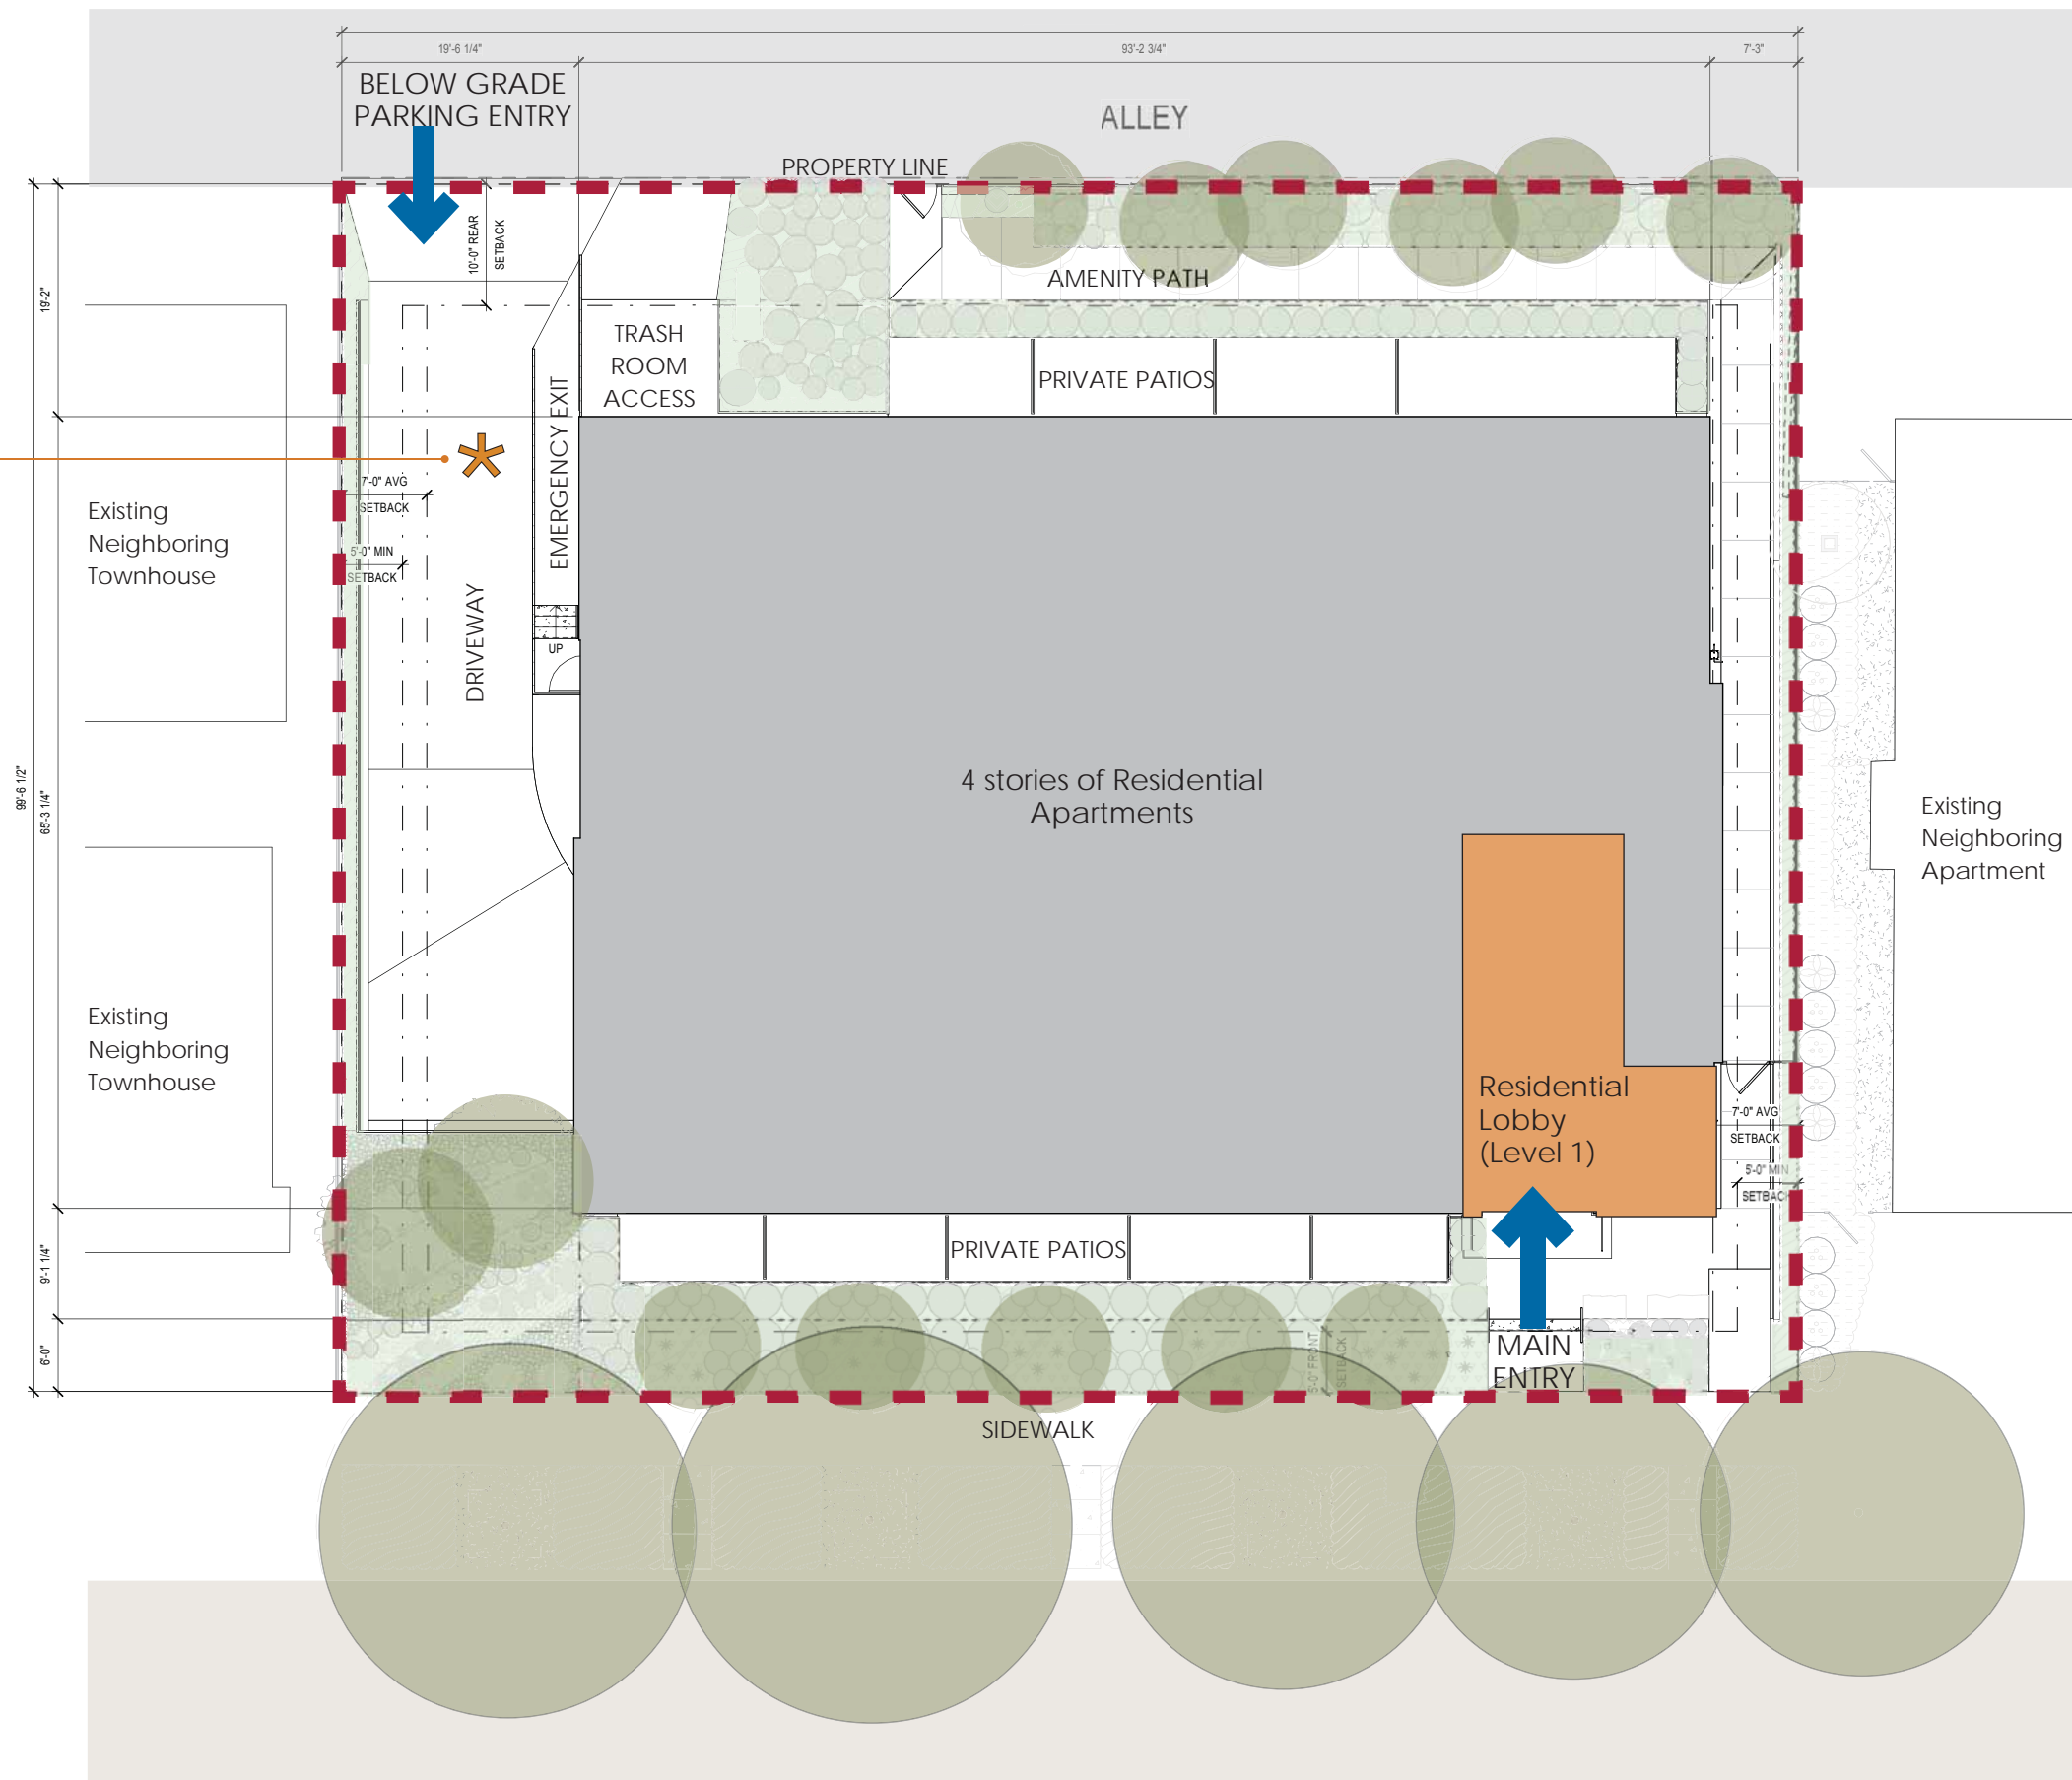 19'-6 1/4"
93'-2 3/4"
7'-3"
BELOW GRADE
PARKING ENTRY
ALLEY
PROPERTY LINE
10'-0" REAR
SETBACK
AMENITY PATH
19'-2"
TRASH
ROOM
ACCESS
PRIVATE PATIOS
EMERGENCY EXIT
*
7'-0" AVG
SETBACK
Existing
Neighboring
Townhouse
5'-0" MIN
SETBACK
DRIVEWAY
UP
99'-6 1/2"
65'-3 1/4"
4 stories of Residential
Apartments
Existing
Neighboring
Apartment
Existing
Neighboring
Townhouse
Residential
Lobby
(Level 1)
7'-0" AVG
SETBACK
5'-0" MIN
SETBACK
9'-1 1/4"
PRIVATE PATIOS
6'-0"
SETBACK
MAIN
ENTRY
SIDEWALK